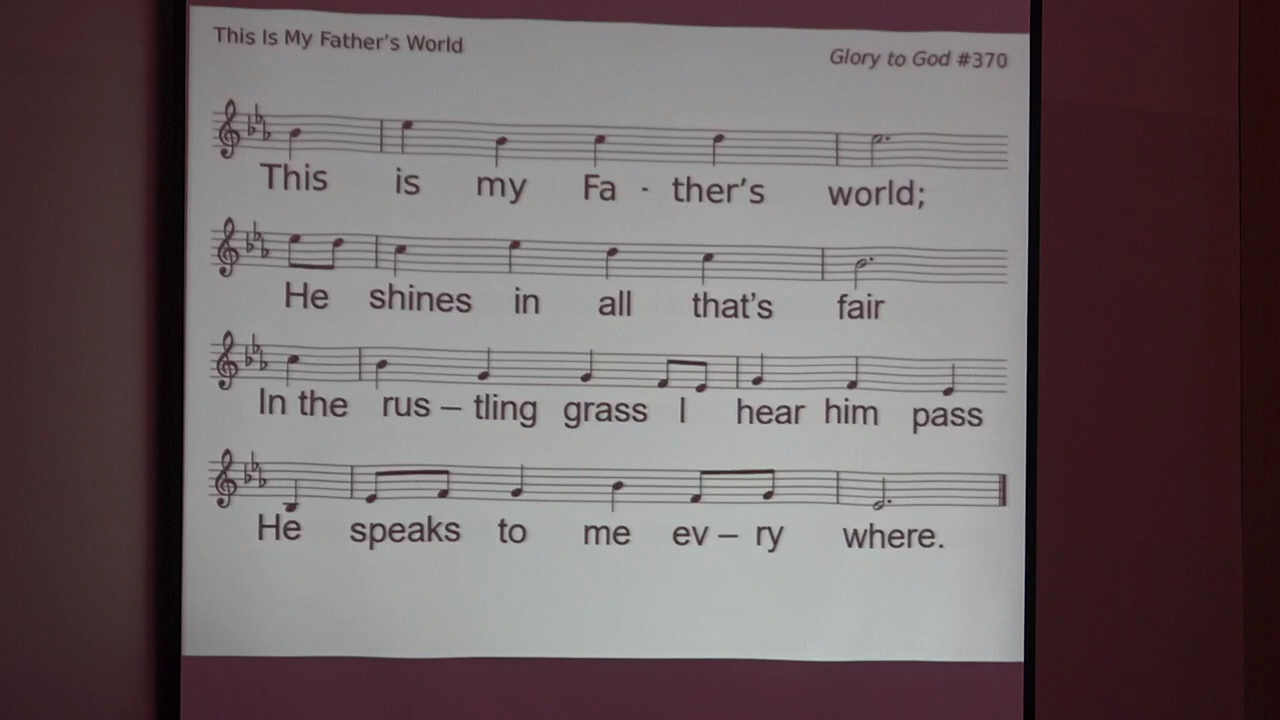 This Is My Father's World
Glory to God #370
This is my Fa - ther's world;
He shines in all that's fair
In the rus – tling grass I hear him pass
He speaks to me ev – ry where.